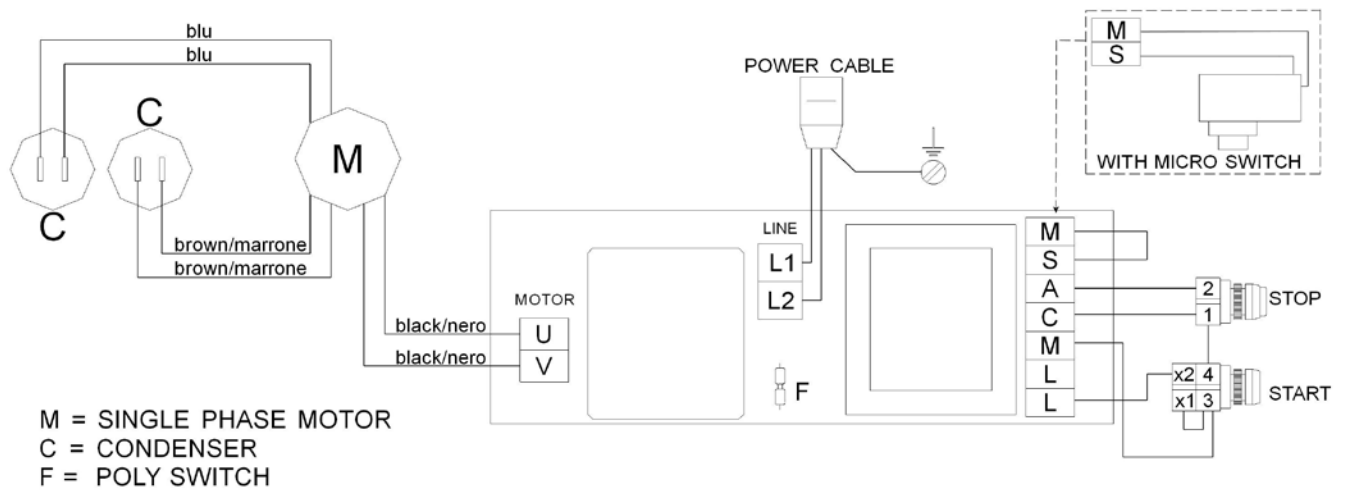 blu
blu
C
C
M
brown/marrone
brown/marrone
black/nero
black/nero
MOTOR
U
V
POWER CABLE
LINE
L1
L2
F
M
S
A
C
M
L
L
M
S
WITH MICRO SWITCH
2
1
STOP
x2 4
x1 3
START
M = SINGLE PHASE MOTOR
C = CONDENSER
F = POLY SWITCH